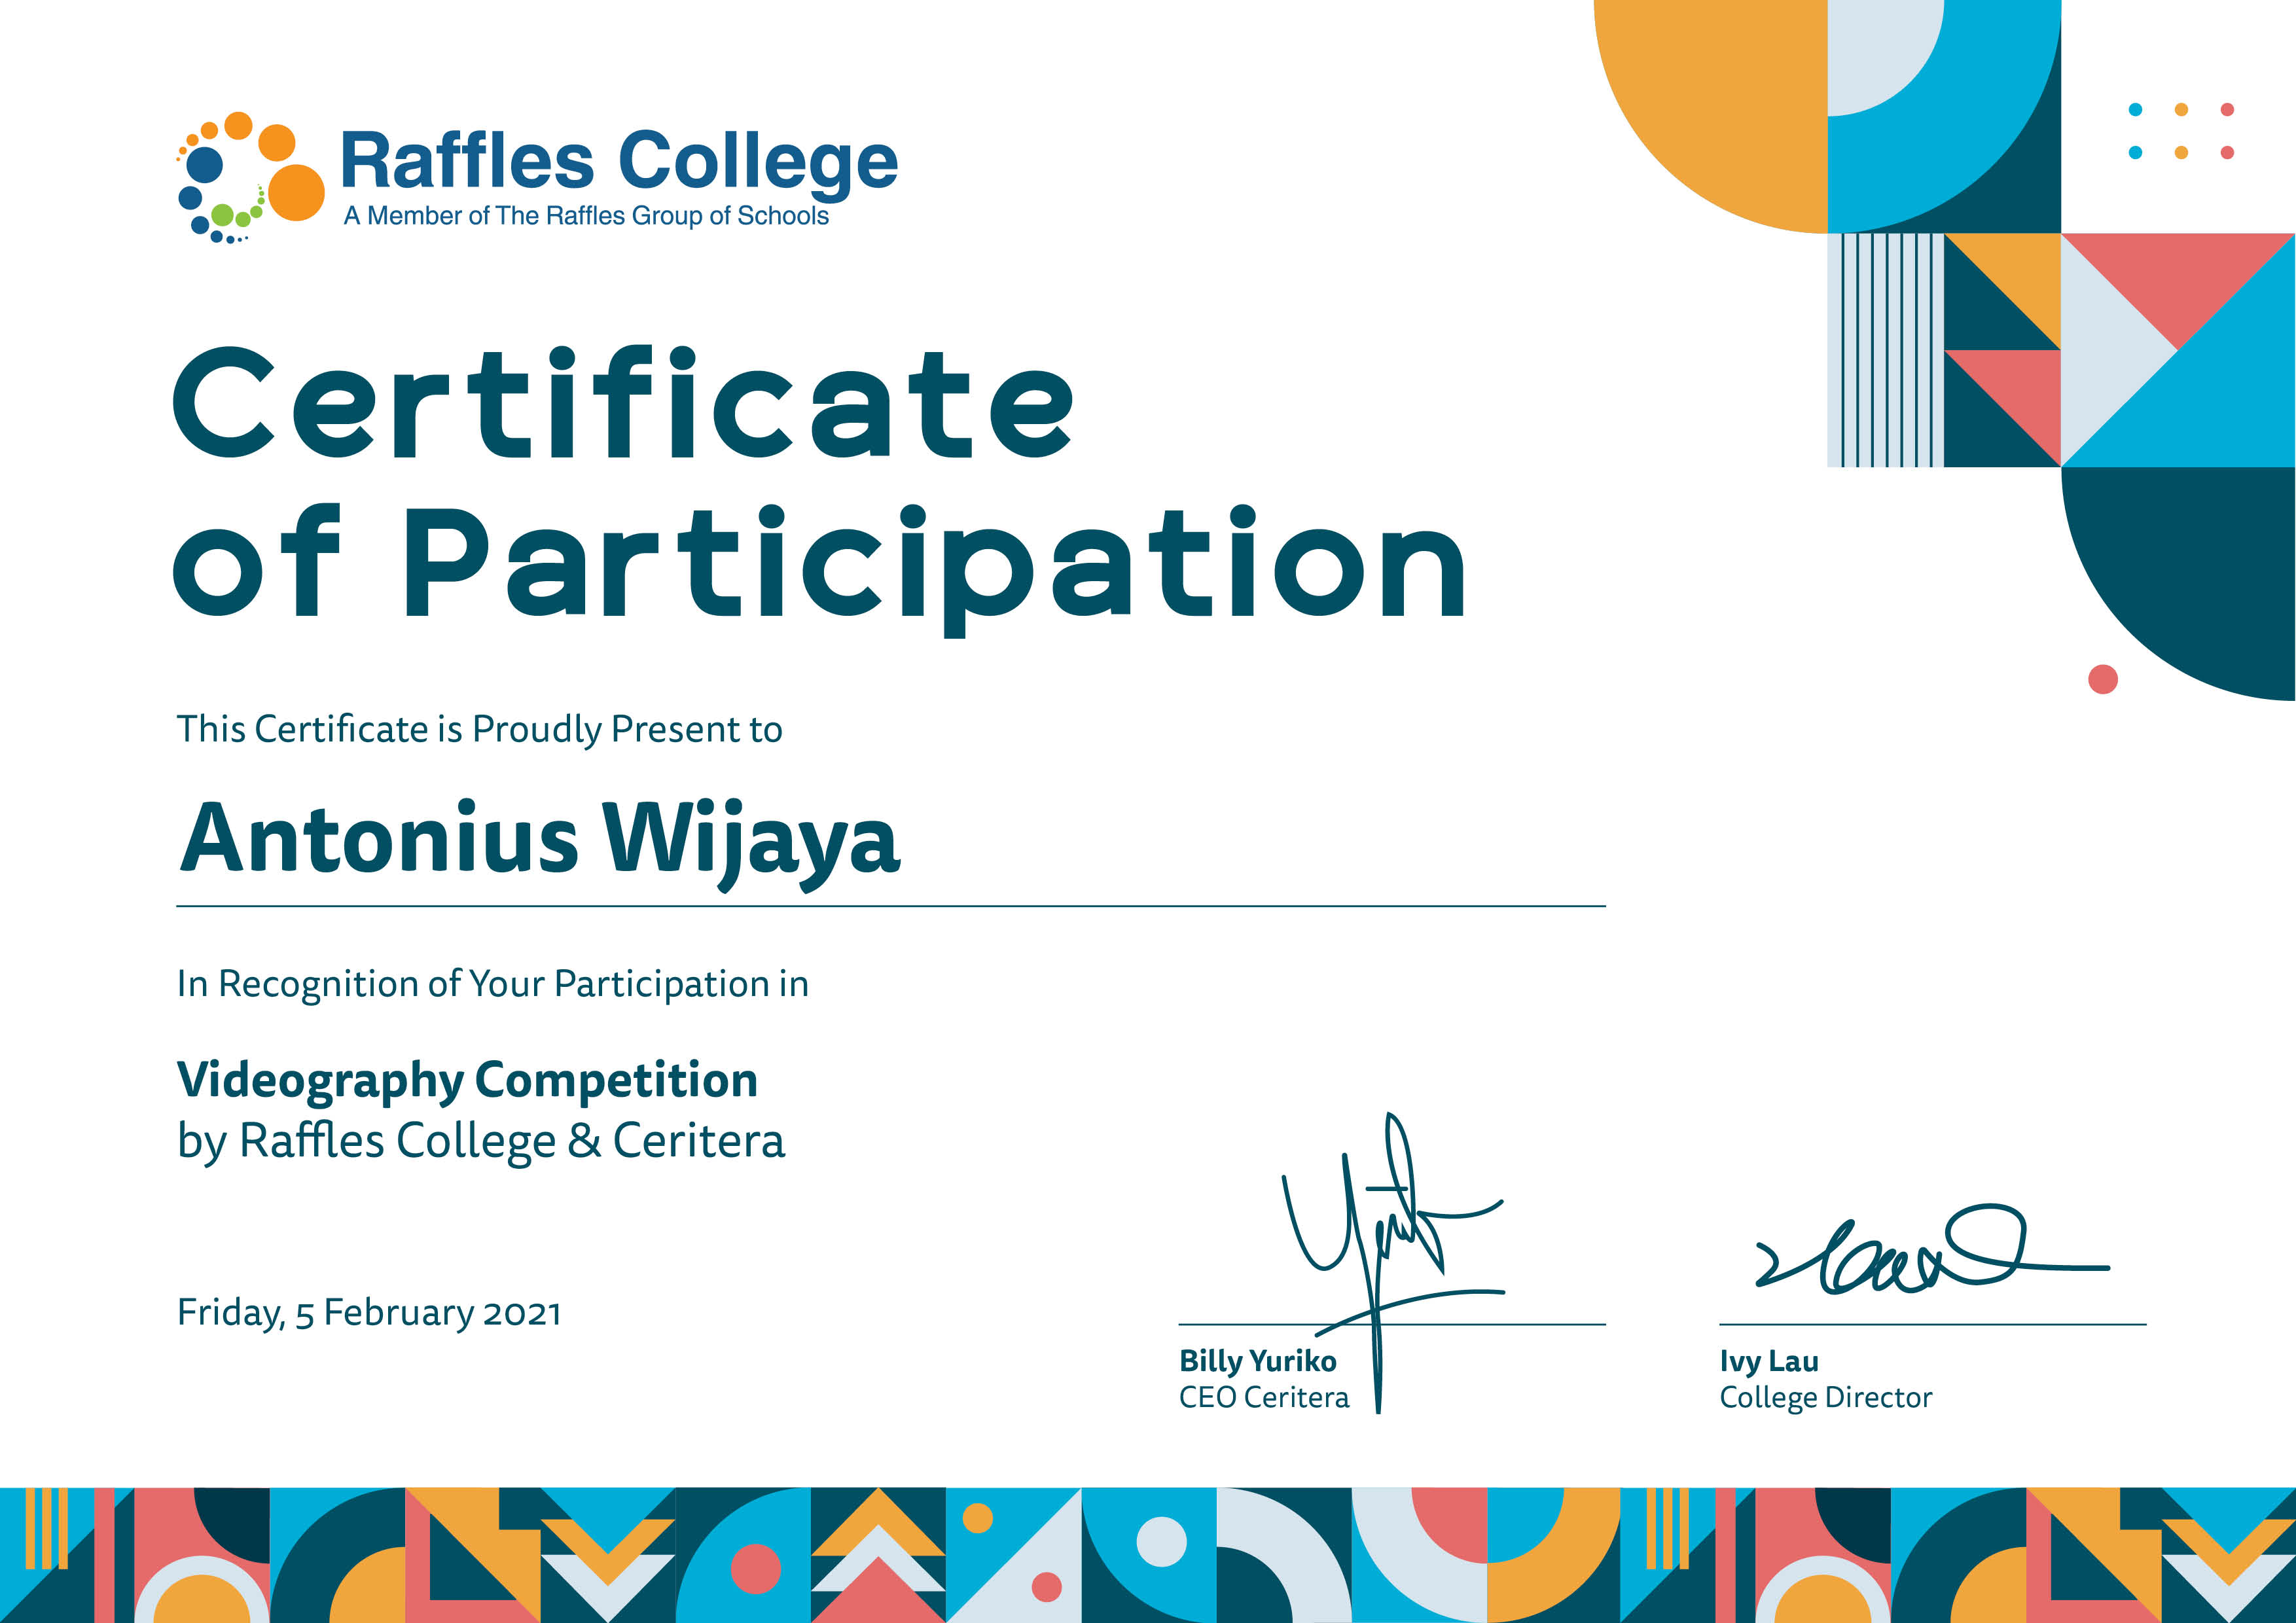 Raffles College
A Member of The Raffles Group of Schools
Certificate
of Participation
This Certificate is Proudly Present to
Antonius Wijaya
In Recognition of Your Participation in
Videography Competition
by Raffles College & Ceritera
Friday, 5 February 2021
Billy Yuriko
CEO Ceritera
Ivy Lau
College Director